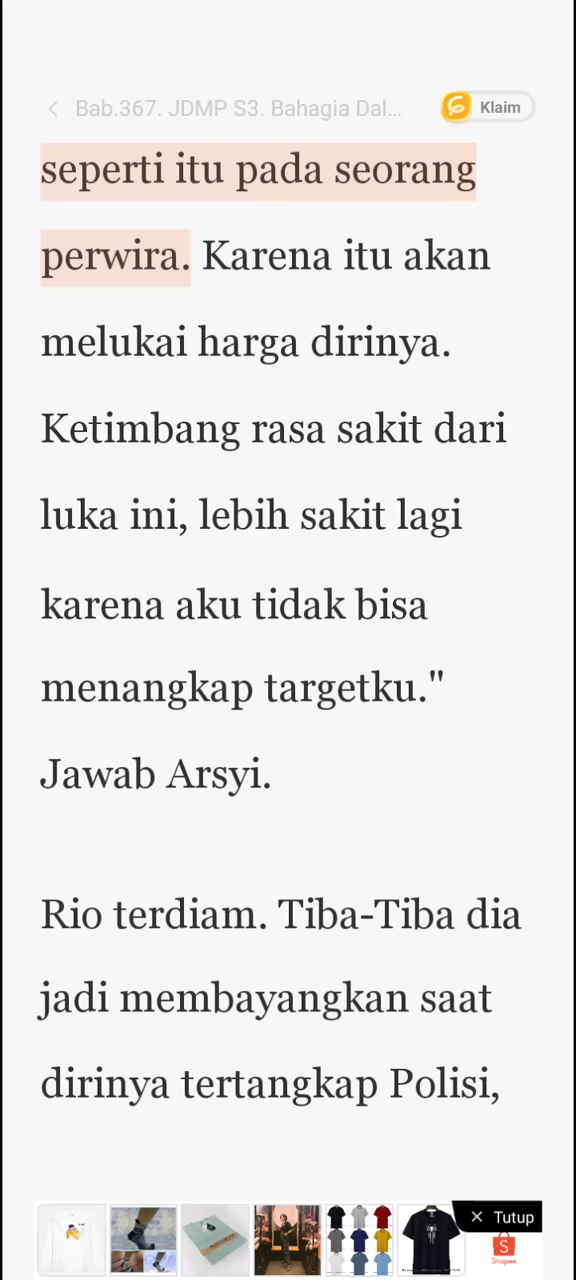 Bab.367. JDMP S3. Bahagia Dal...
Klaim
seperti itu pada seorang
perwira. Karena itu akan
melukai harga dirinya.
Ketimbang rasa sakit dari
luka ini, lebih sakit lagi
karena aku tidak bisa
menangkap targetku."
Jawab Arsyi.
Rio terdiam. Tiba-Tiba dia
jadi membayangkan saat
dirinya tertangkap Polisi,
Tutup
Shopee